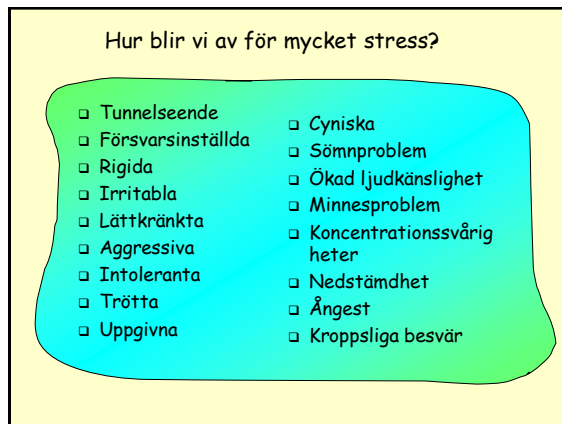 Hur blir vi av för mycket stress?
Tunnelseende
Försvarsinställda
Rigida
Irritabla
Lättkränkta
Aggressiva
Intoleranta
Trötta
Uppgivna
Cyniska
Sömnproblem
Ökad ljudkänslighet
Minnesproblem
Koncentrationssvårig
heter
Nedstämdhet
Ångest
Kroppsliga besvär